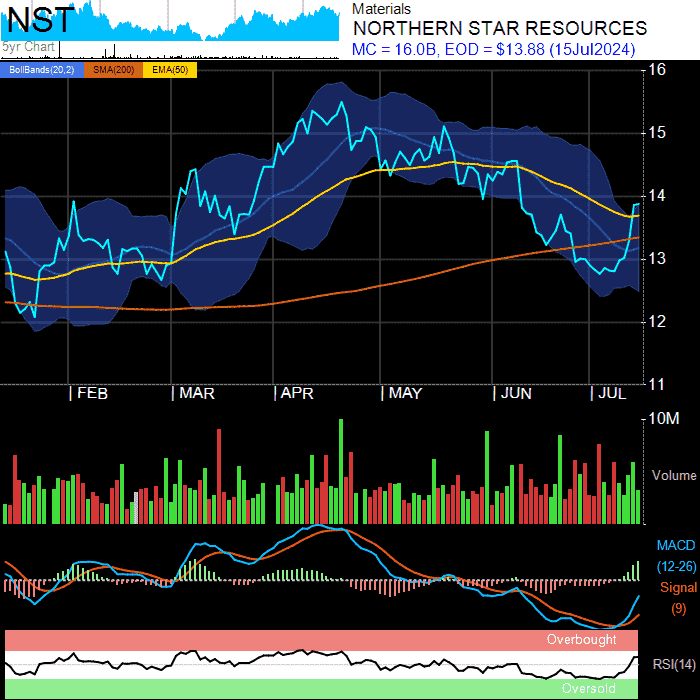 NST
5yr Chart
Materials
NORTHERN STAR RESOURCES
MC = 16.0B, EOD = $13.88 (15Jul2024)
BollBands(20,2) SMA(200) EMA(50)
16
15
14
13
12
11
FEB MAR APR MAY JUN JUL
10M
Volume
MACD
(12-26)
Signal
(9)
Overbought
RSI(14)
Oversold